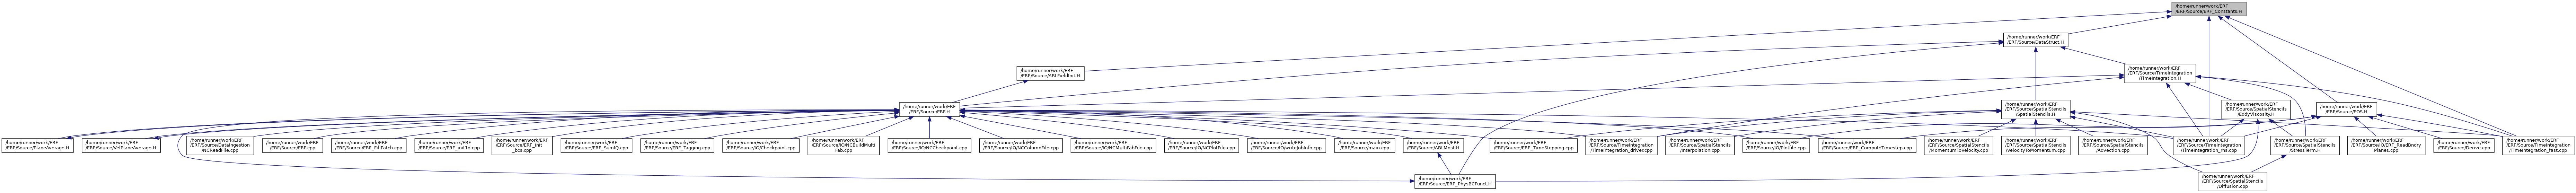 /home/runner/work/ERF
/ERF/Source/ERF_Constants.H
/home/runner/work/ERF
/ERF/Source/DataStruct.H
/home/runner/work/ERF
/ERF/Source/ABLFieldInit.H
/home/runner/work/ERF
/ERF/Source/TimeIntegration
/TimeIntegration.H
/home/runner/work/ERF
/ERF/Source/ERF.H
/home/runner/work/ERF
/ERF/Source/SpatialStencils
/SpatialStencils.H
/home/runner/work/ERF
/ERF/Source/SpatialStencils
/EddyViscosity.H
/home/runner/work/ERF
/ERF/Source/EOS.H
/home/runner/work/ERF
/ERF/Source/PlaneAverage.H
/home/runner/work/ERF
/ERF/Source/VelPlaneAverage.H
/home/runner/work/ERF
/ERF/Source/DataIngestion
/NCReadFile.cpp
/home/runner/work/ERF
/ERF/Source/ERF.cpp
/home/runner/work/ERF
/ERF/Source/ERF_FillPatch.cpp
/home/runner/work/ERF
/ERF/Source/ERF_init1d.cpp
/home/runner/work/ERF
/ERF/Source/ERF_init
_bcs.cpp
/home/runner/work/ERF
/ERF/Source/ERF_SumIQ.cpp
/home/runner/work/ERF
/ERF/Source/ERF_Tagging.cpp
/home/runner/work/ERF
/ERF/Source/IO/Checkpoint.cpp
/home/runner/work/ERF
/ERF/Source/IO/NCBuildMulti
Fab.cpp
/home/runner/work/ERF
/ERF/Source/IO/NCCheckpoint.cpp
/home/runner/work/ERF
/ERF/Source/IO/NCColumnFile.cpp
/home/runner/work/ERF
/ERF/Source/IO/NCMultiFabFile.cpp
/home/runner/work/ERF
/ERF/Source/IO/NCPlotFile.cpp
/home/runner/work/ERF
/ERF/Source/IO/writeJobInfo.cpp
/home/runner/work/ERF
/ERF/Source/main.cpp
/home/runner/work/ERF
/ERF/Source/ABLMost.H
/home/runner/work/ERF
/ERF/Source/ERF_TimeStepping.cpp
/home/runner/work/ERF
/ERF/Source/TimeIntegration
/TimeIntegration_driver.cpp
/home/runner/work/ERF
/ERF/Source/SpatialStencils
/Interpolation.cpp
/home/runner/work/ERF
/ERF/Source/IO/Plotfile.cpp
/home/runner/work/ERF
/ERF/Source/ERF_ComputeTimestep.cpp
/home/runner/work/ERF
/ERF/Source/SpatialStencils
/MomentumToVelocity.cpp
/home/runner/work/ERF
/ERF/Source/SpatialStencils
/VelocityToMomentum.cpp
/home/runner/work/ERF
/ERF/Source/SpatialStencils
/Advection.cpp
/home/runner/work/ERF
/ERF/Source/TimeIntegration
/TimeIntegration_rhs.cpp
/home/runner/work/ERF
/ERF/Source/SpatialStencils
/StressTerm.H
/home/runner/work/ERF
/ERF/Source/IO/ERF_ReadBndry
Planes.cpp
/home/runner/work/ERF
/ERF/Source/Derive.cpp
/home/runner/work/ERF
/ERF/Source/TimeIntegration
/TimeIntegration_fast.cpp
/home/runner/work/ERF
/ERF/Source/ERF_PhysBCFunct.H
/home/runner/work/ERF
/ERF/Source/SpatialStencils
/Diffusion.cpp